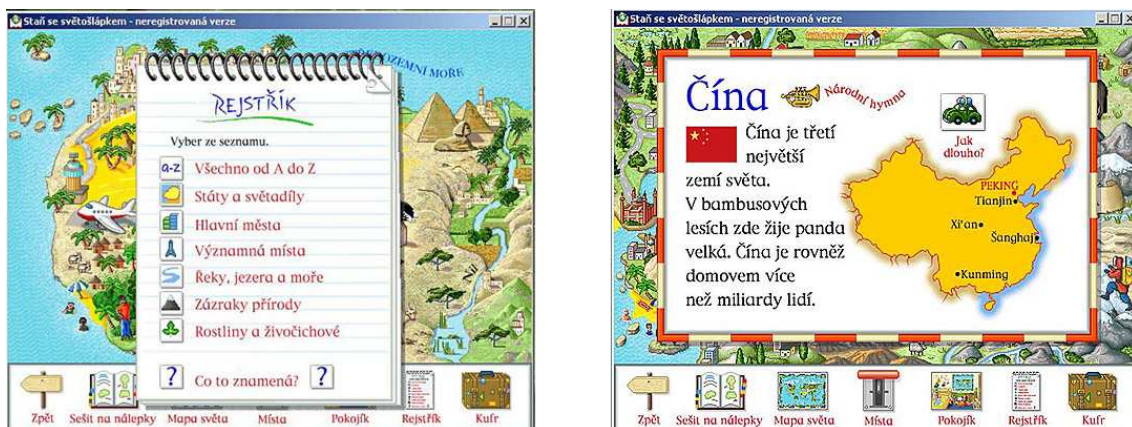 Staň se světošlápkem - neregistrovaná verze
OZEMNÍ MOŘE
REJSTŘÍK
Vyber ze seznamu.
a-z Všechno od A do Z
Státy a světadíly
Hlavní města
Významná místa
Řeky, jezera a moře
Zázraky přírody
Rostliny a živočichové
? Co to znamená? ?
Nil
Zpět Sešit na nálepky Mapa světa Místa Pokojík Rejstřík Kufr
Staň se světošlápkem - neregistrovaná verze
Čína
Národní hymna
Čína je třetí
největší
zemí světa.
V bambusových
lesích zde žije panda
velká. Čína je rovněž
domovem více
než miliardy lidí.
Jak
dlouho?
PEKING
Tianjin
Xi'an
Šanghaj
Kunming
Zpět Sešit na nálepky Mapa světa Místa Pokojík Rejstřík Kufr